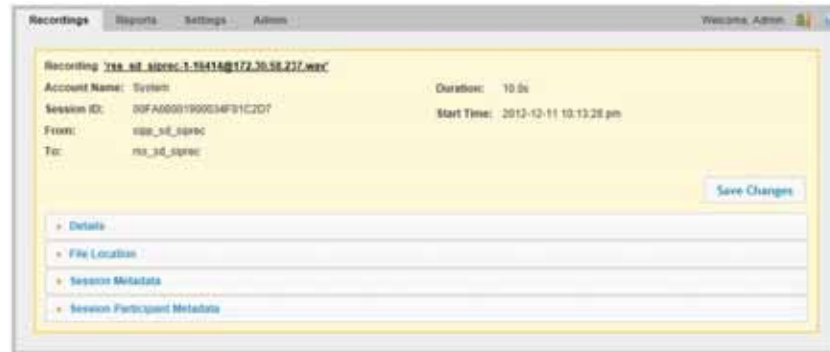 Recordings Reports Settings Admin Welcome, Admin
Recording 'rss_sd_siprec-1-16414@172.30.58.237.wav'
Account Name: System Duration: 10.0s
Session ID: Start Time: 2012-12-11 10:13:28 pm
From: sipp_sd_siprec
To: rss_sd_siprec
Save Changes
Details
File Location
Session Metadata
Session Participant Metadata